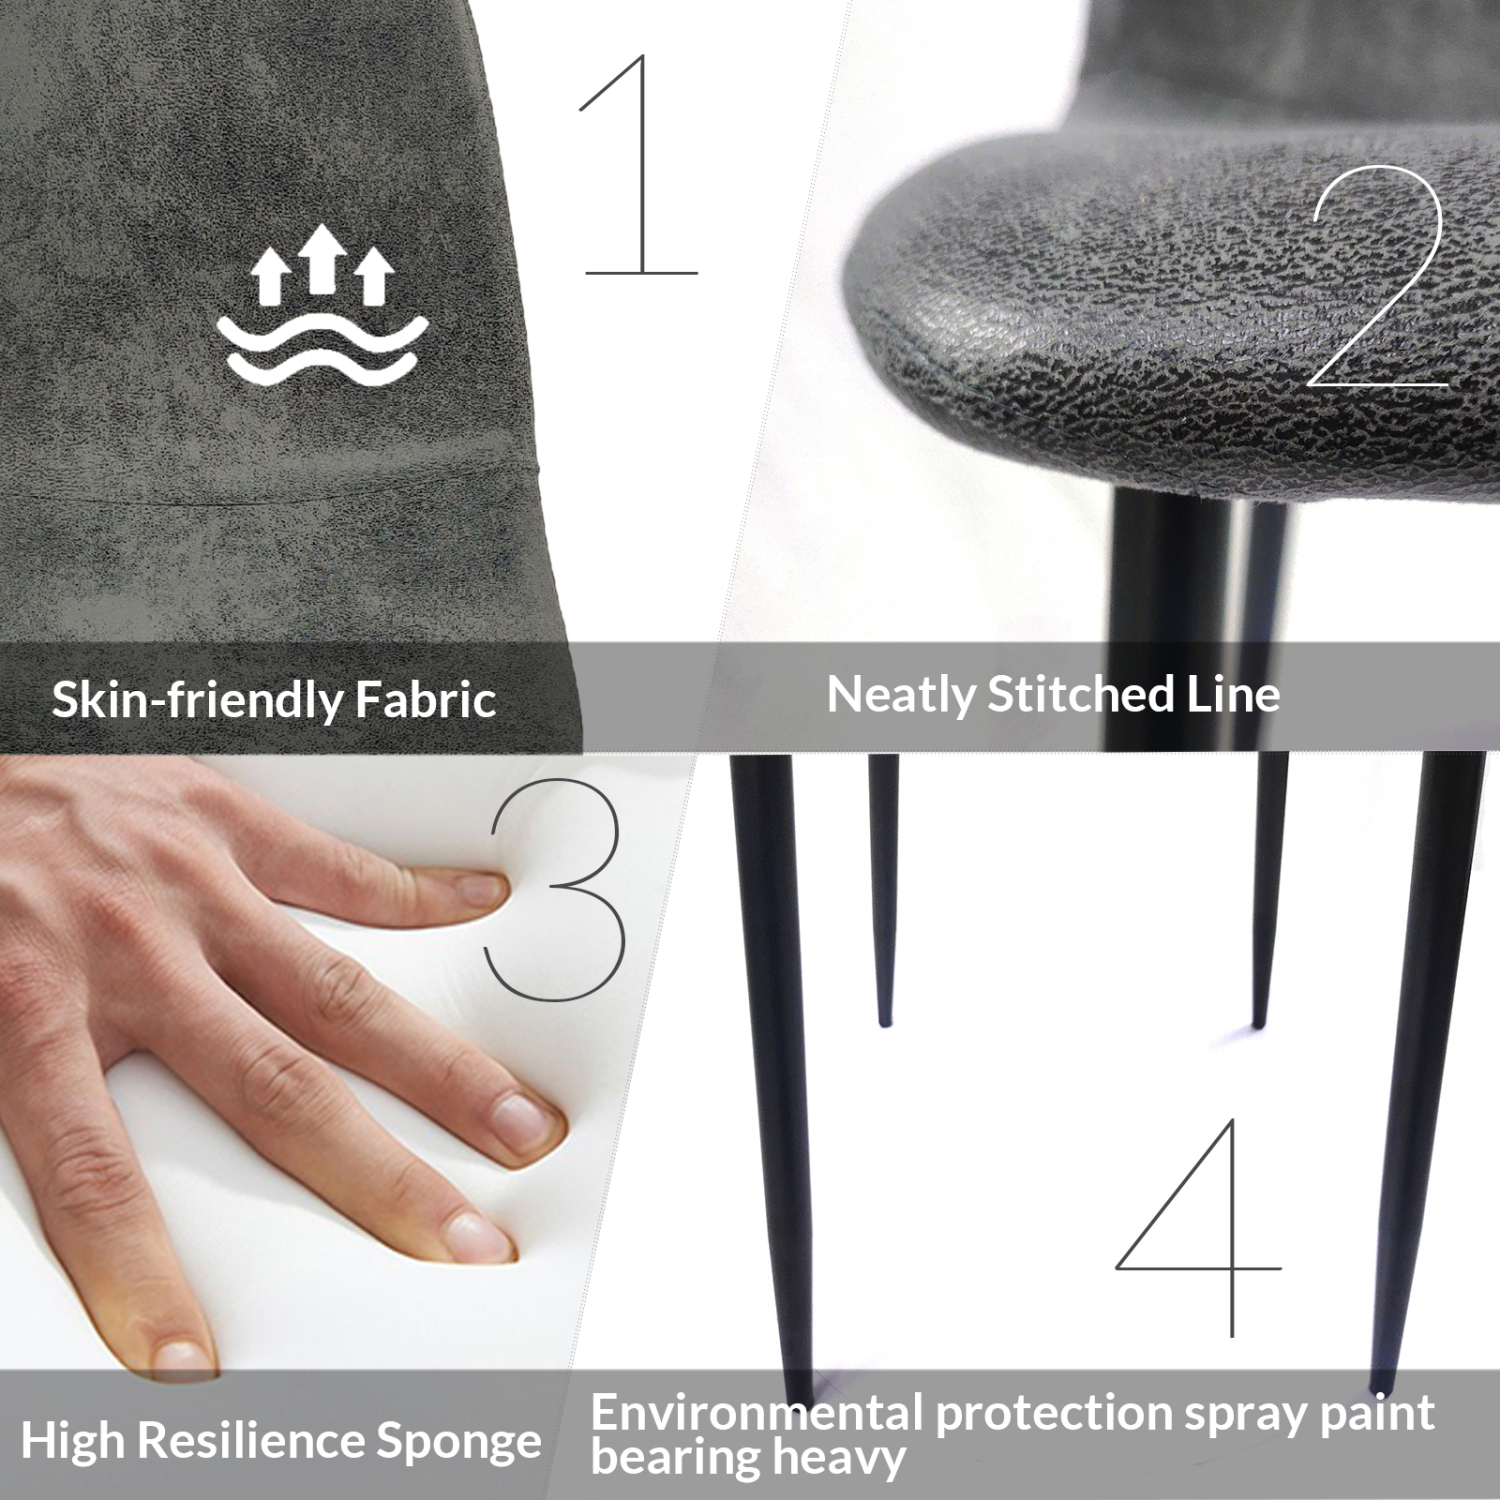 1
2
Skin-friendly Fabric
Neatly Stitched Line
3
4
High Resilience Sponge
Environmental protection spray paint
bearing heavy